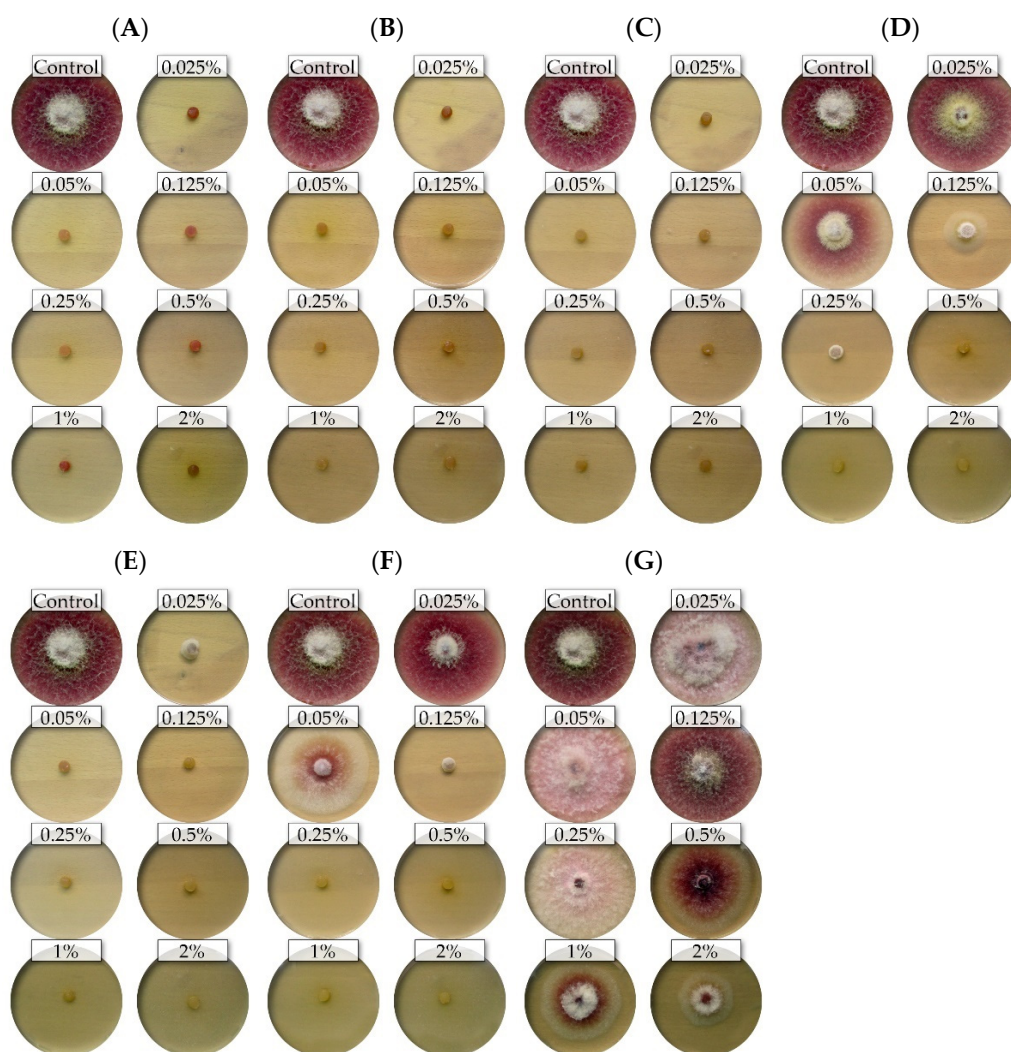 (A) (B) (C) (D)
Control 0.025% Control 0.025% Control 0.025% Control 0.025%
0.05% 0.125% 0.05% 0.125% 0.05% 0.125% 0.05% 0.125%
0.25% 0.5% 0.25% 0.5% 0.25% 0.5% 0.25% 0.5%
1% 2% 1% 2% 1% 2% 1% 2%
(E) (F) (G)
Control 0.025% Control 0.025% Control 0.025%
0.05% 0.125% 0.05% 0.125% 0.05% 0.125%
0.25% 0.5% 0.25% 0.5% 0.25% 0.5%
1% 2% 1% 2% 1% 2%